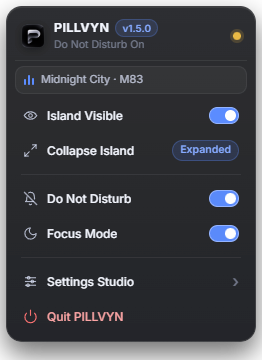 PILLVYN v1.5.0
Do Not Disturb On
Midnight City · M83
Island Visible
Collapse Island Expanded
Do Not Disturb
Focus Mode
Settings Studio
Quit PILLVYN